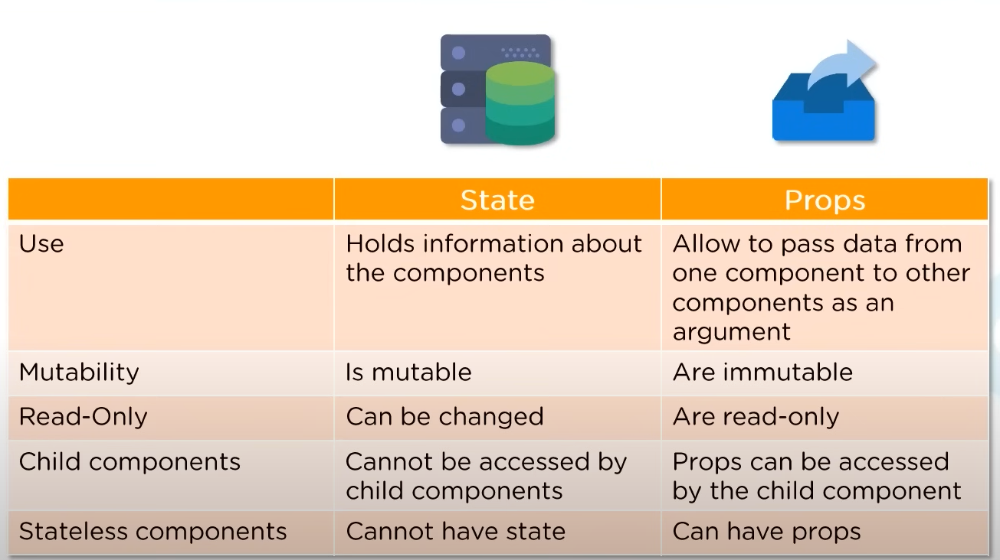 State
Props
Use
Holds information about
the components
Allow to pass data from
one component to other
components as an
argument
Mutability
Is mutable
Are immutable
Read-Only
Can be changed
Are read-only
Child components
Cannot be accessed by
child components
Props can be accessed
by the child component
Stateless components
Cannot have state
Can have props